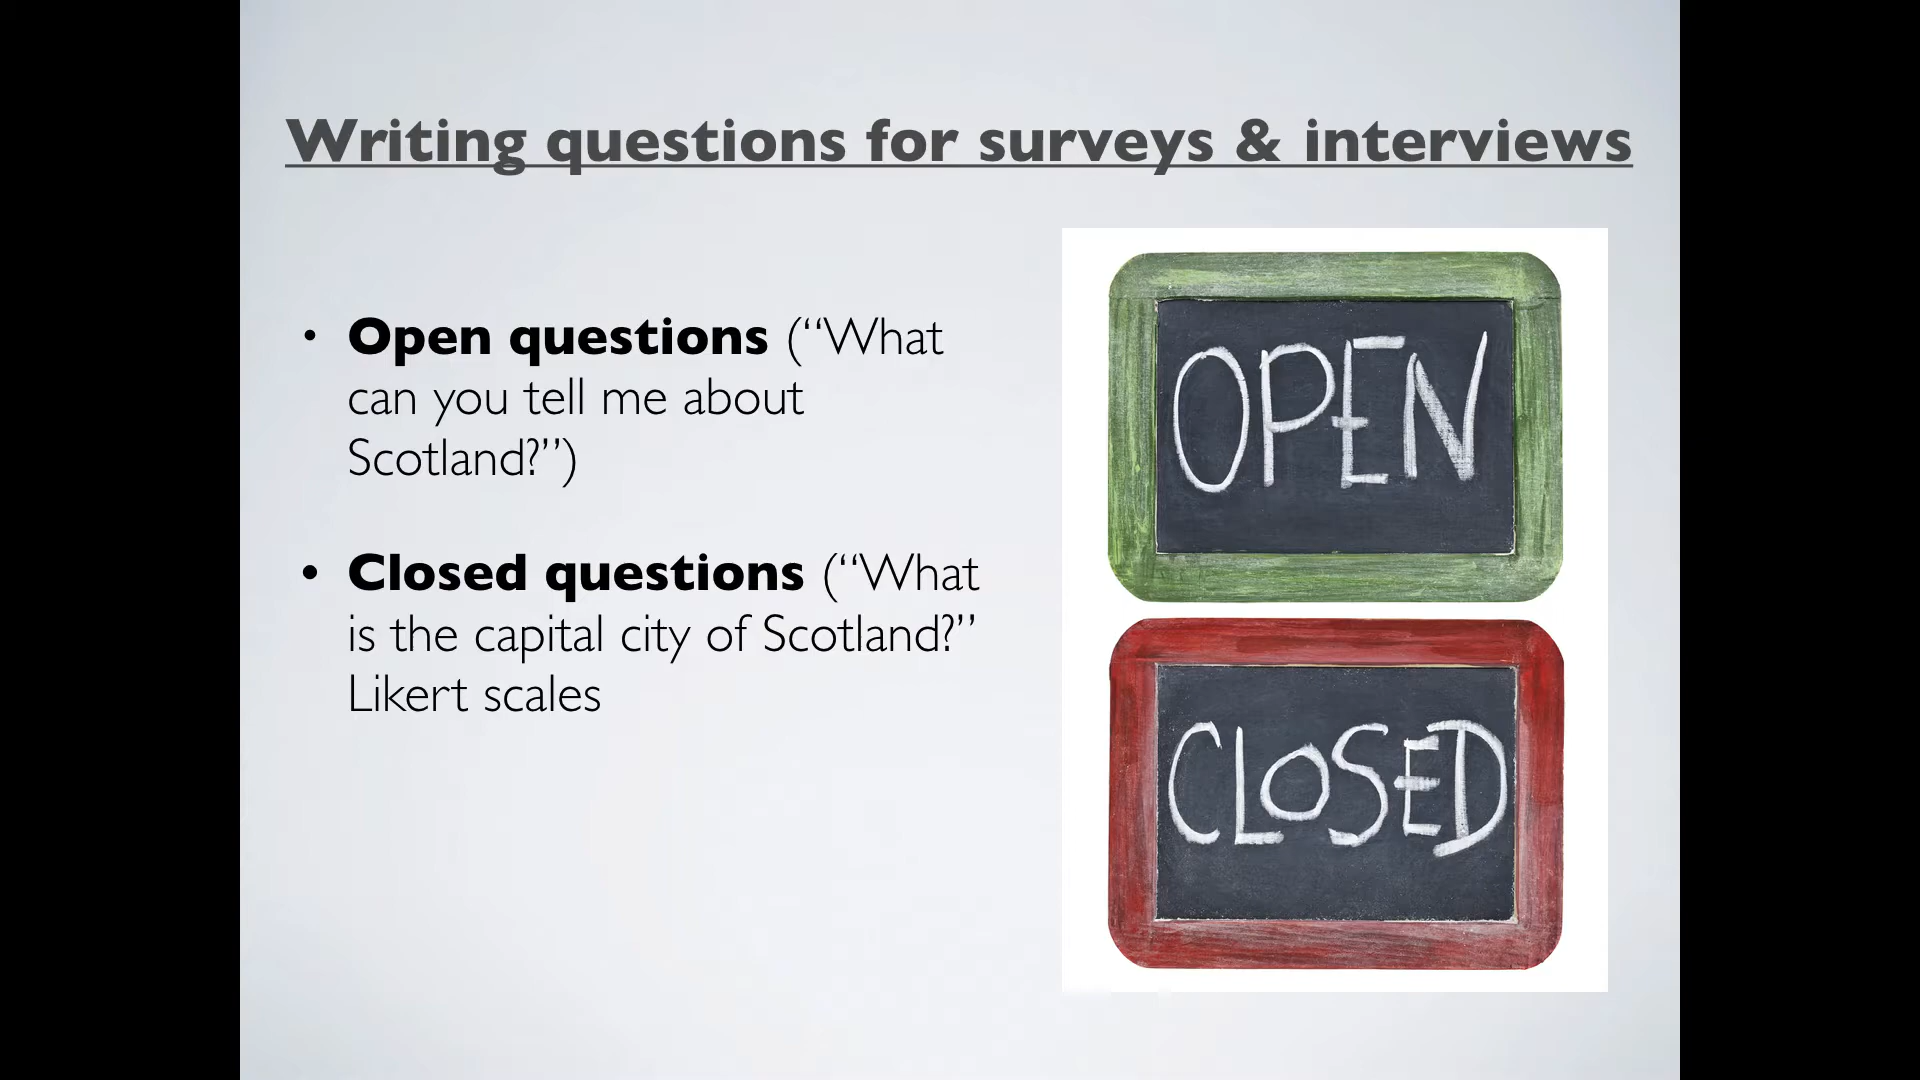 Writing questions for surveys & interviews
• Open questions (“What
can you tell me about
Scotland?”)
• Closed questions (“What
is the capital city of Scotland?”
Likert scales
OPEN
CLOSED